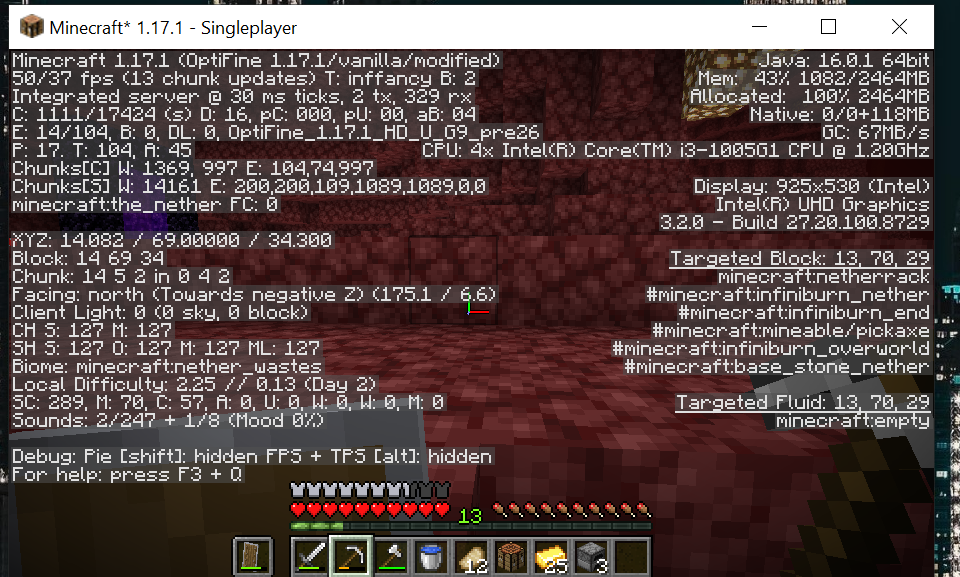 Minecraft* 1.17.1 - Singleplayer
Minecraft 1.17.1 (OptiFine 1.17.1/vanilla/modified)
Java: 16.0.1 64bit
50/37 fps (13 chunk updates) T: inffancy B: 2
Mem: 43% 1082/2464MB
Integrated server @ 30 ms ticks, 2 tx, 329 rx
Allocated: 100% 2464MB
C: 1111/17424 (s) D: 16, pC: 000, pU: 00, aB: 04
Native: 0/0+118MB
E: 14/104, B: 0, DL: 0, OptiFine_1.17.1_HD_U_G9_pre26
GC: 67MB/s
P: 17, T: 104, A: 45
CPU: 4x Intel(R) Core(TM) i3-1005G1 CPU @ 1.20GHz
Chunks[C] W: 1369, 997 E: 104,74,997
Chunks[S] W: 14161 E: 200,200,109,1089,1089,0,0
Display: 925x530 (Intel)
minecraft:the_nether FC: 0
Intel(R) UHD Graphics
3.2.0 - Build 27.20.100.8729
XYZ: 14.082 / 69.00000 / 34.300
Block: 14 69 34
Targeted Block: 13, 70, 29
Chunk: 14 5 2 in 0 4 2
minecraft:netherrack
Facing: north (Towards negative Z) (175.1 / 6.6)
#minecraft:infiniburn_nether
Client Light: 0 (0 sky, 0 block)
#minecraft:infiniburn_end
CH S: 127 M: 127
#minecraft:mineable/pickaxe
SH S: 127 O: 127 M: 127 ML: 127
#minecraft:infiniburn_overworld
Biome: minecraft:nether_wastes
#minecraft:base_stone_nether
Local Difficulty: 2.25 // 0.13 (Day 2)
SC: 289, M: 70, C: 57, A: 0, U: 0, W: 0, W: 0, M: 0
Targeted Fluid: 13, 70, 29
Sounds: 2/247 + 1/8 (Mood 0%)
minecraft:empty
Debug: Pie [shift]: hidden FPS + TPS [alt]: hidden
For help: press F3 + Q
13
12
25
3